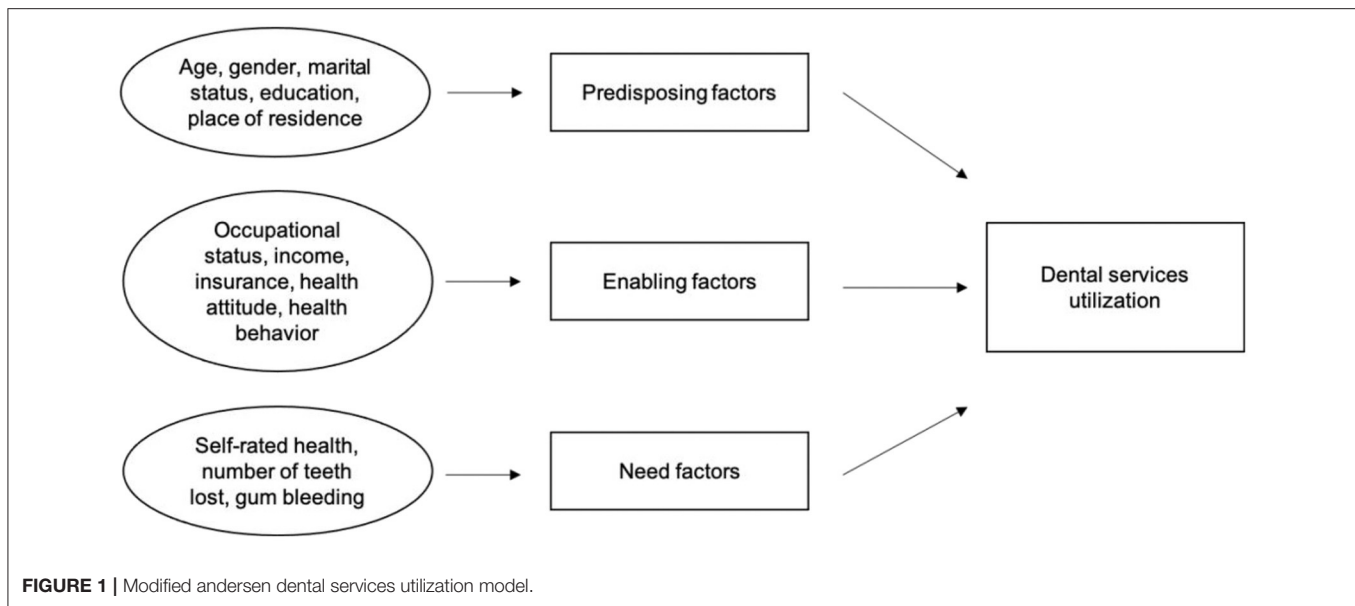 Age, gender, marital
status, education,
place of residence
Predisposing factors
Occupational
status, income,
insurance, health
attitude, health
behavior
Enabling factors
Dental services
utilization
Self-rated health,
number of teeth
lost, gum bleeding
Need factors
FIGURE 1 | Modified andersen dental services utilization model.